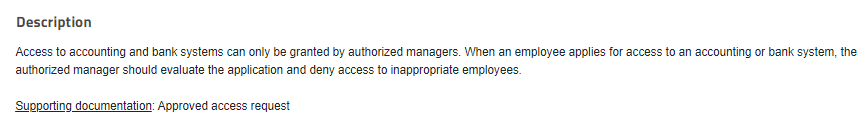 Description
Access to accounting and bank systems can only be granted by authorized managers. When an employee applies for access to an accounting or bank system, the
authorized manager should evaluate the application and deny access to inappropriate employees.
Supporting documentation: Approved access request